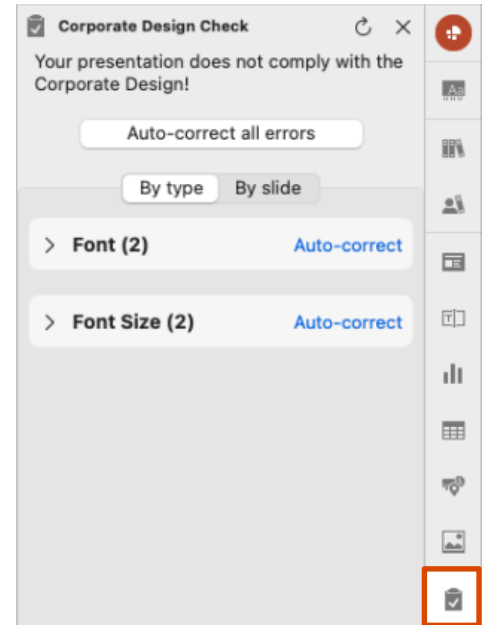 Corporate Design Check
Your presentation does not comply with the
Corporate Design!
Auto-correct all errors
By type By slide
Font (2) Auto-correct
Font Size (2) Auto-correct
Aa
T